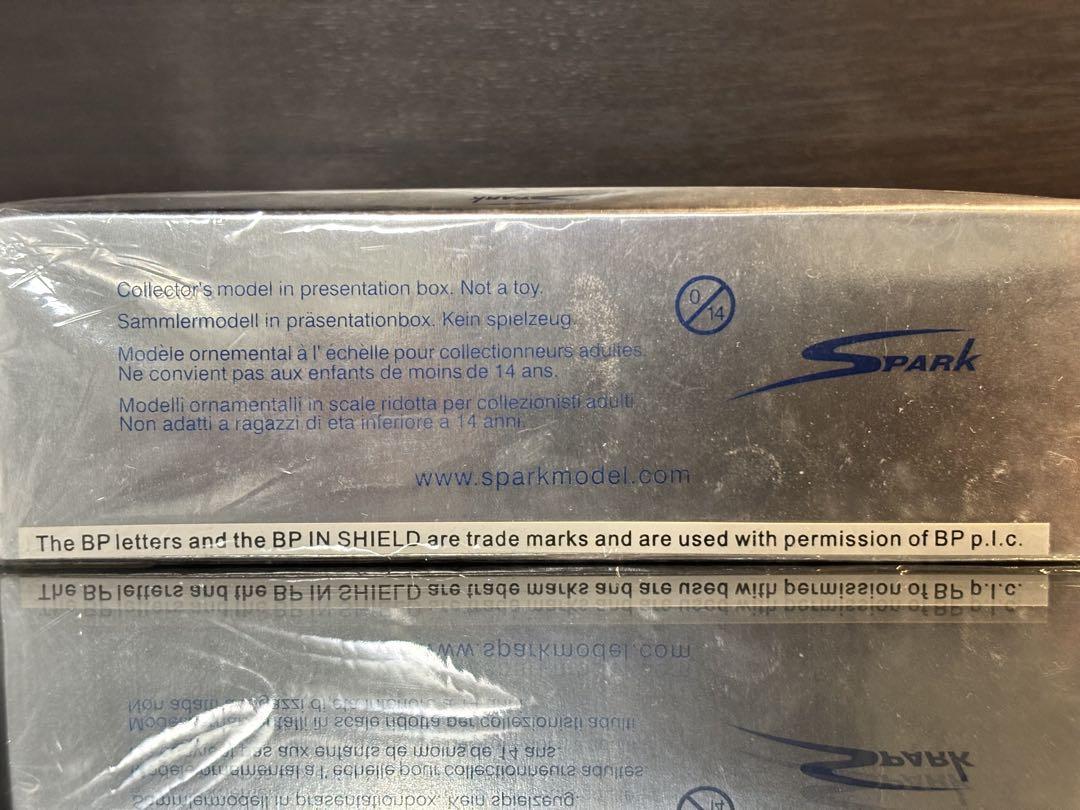 Collector's model in presentation box. Not a toy.
Sammlermodell in präsentationbox. Kein spielzeug.
Modèle ornemental à l' échelle pour collectionneurs adultes.
Ne convient pas aux enfants de moins de 14 ans.
Modelli ornamentalli in scale ridotta per collezionisti adulti
Non adatti a ragazzi di eta inferiore a 14 anni.
0/14
SPARK
www.sparkmodel.com
The BP letters and the BP IN SHIELD are trade marks and are used with permission of BP p.l.c.